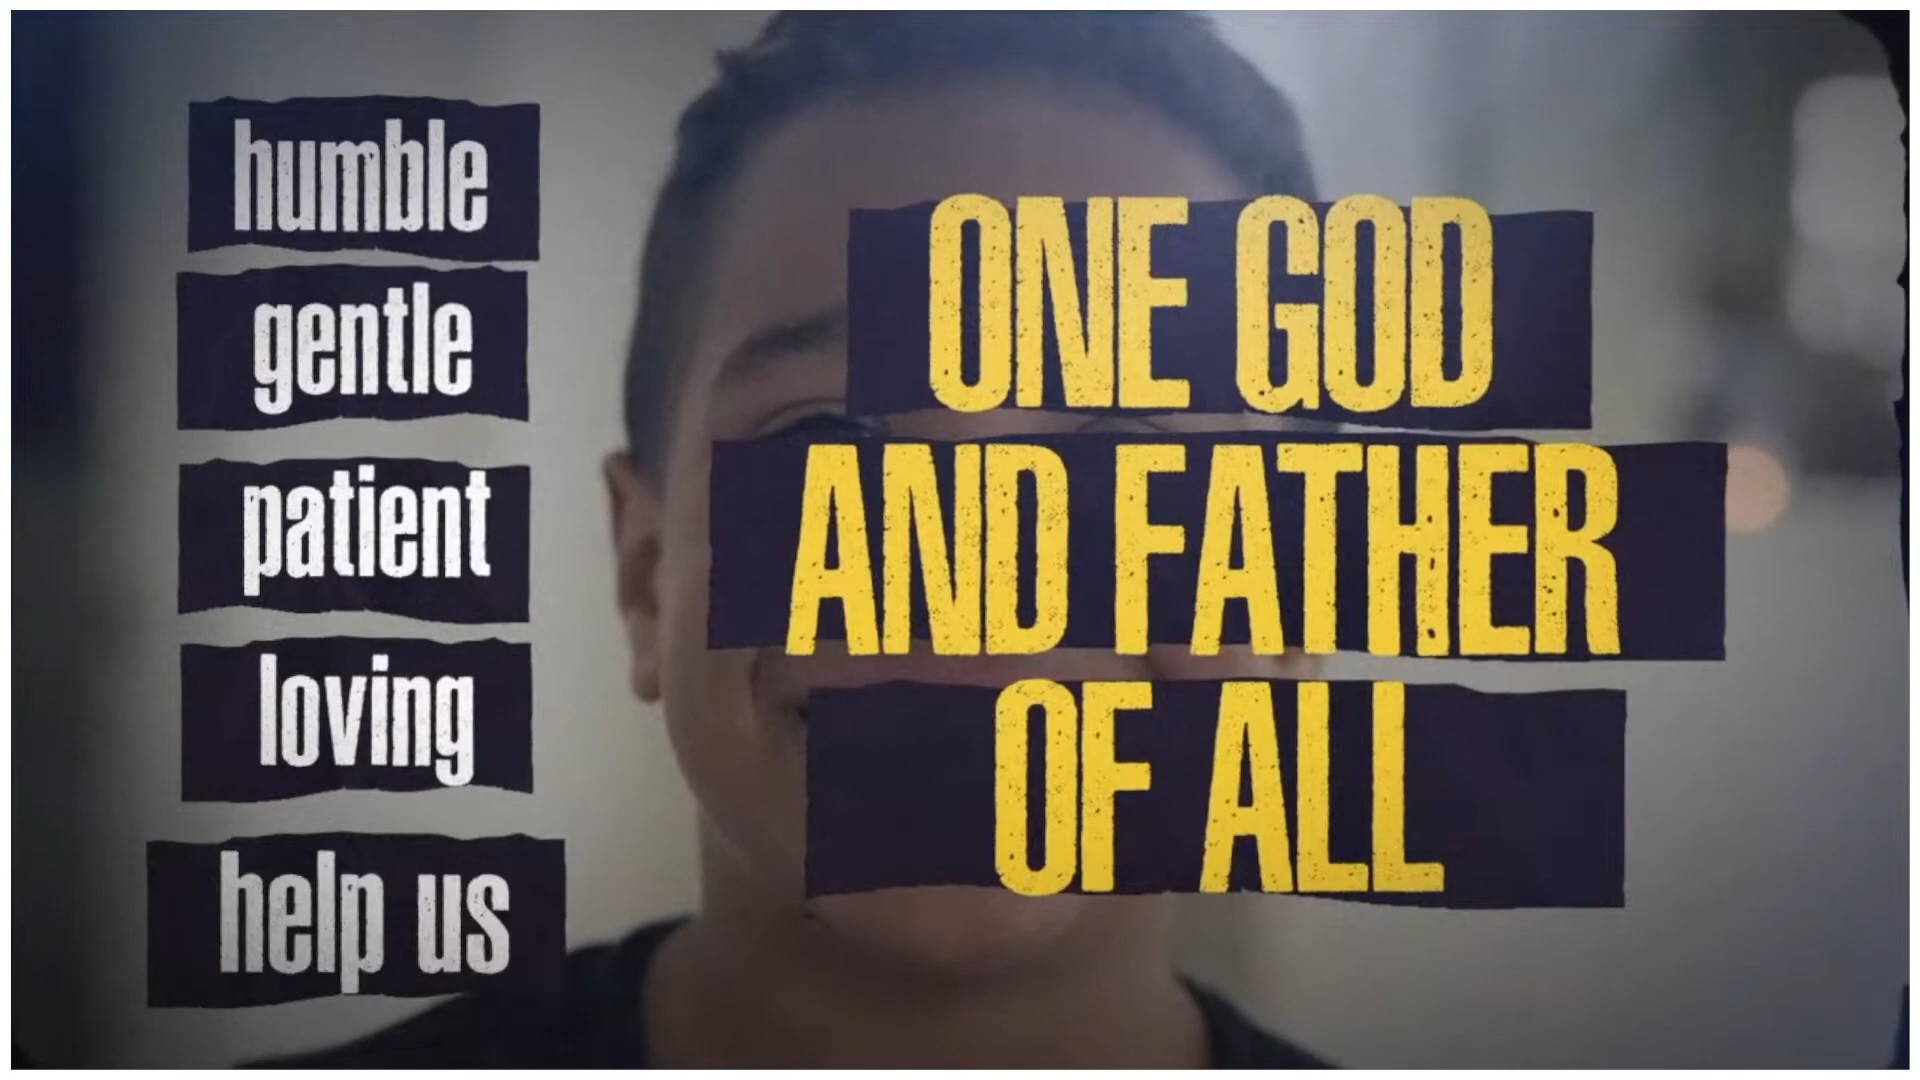 humble
gentle
patient
loving
help us
ONE GOD
AND FATHER
OF ALL